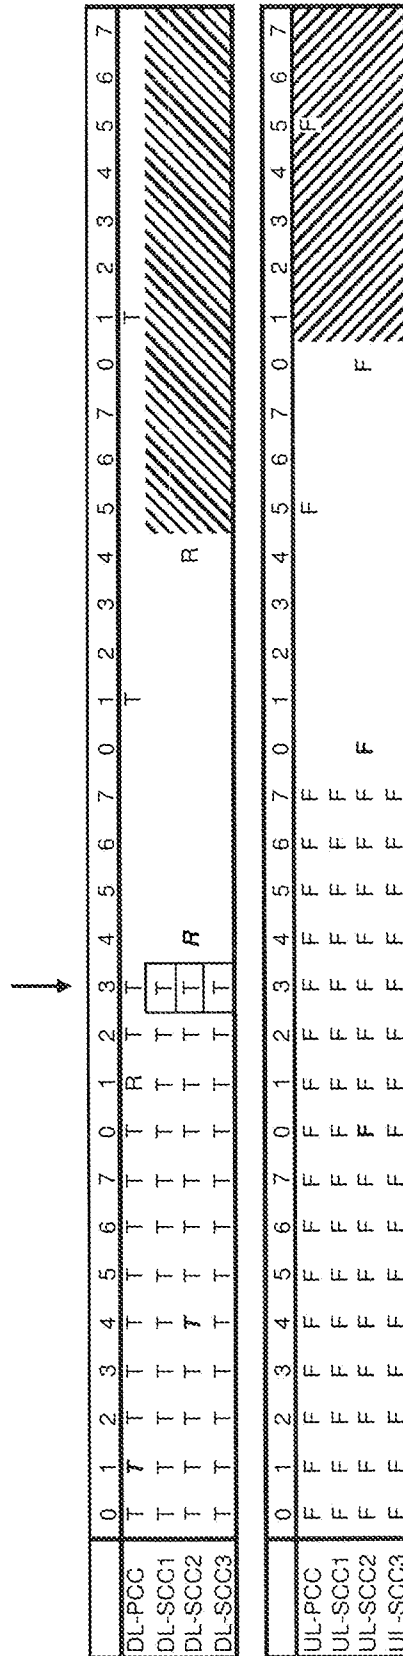 0 1 2 3 4 5 6 7 0 1 2 3 4 5 6 7 0 1 2 3 4 5 6 7 0 1 2 3 4 5 6 7
DL-PCC T T T T T T T T T R T T T T
DL-SCC1 T T T T T T T T T T T T
DL-SCC2 T T T T T T T T T T T T R R
DL-SCC3 T T T T T T T T T T T T
0 1 2 3 4 5 6 7 0 1 2 3 4 5 6 7 0 1 2 3 4 5 6 7 0 1 2 3 4 5 6 7
UL-PCC F F F F F F F F F F F F F F F F F F
UL-SCC1 F F F F F F F F F F F F F F F F
UL-SCC2 F F F F F F F F F F F F F F F F F F
UL-SCC3 F F F F F F F F F F F F F F F F